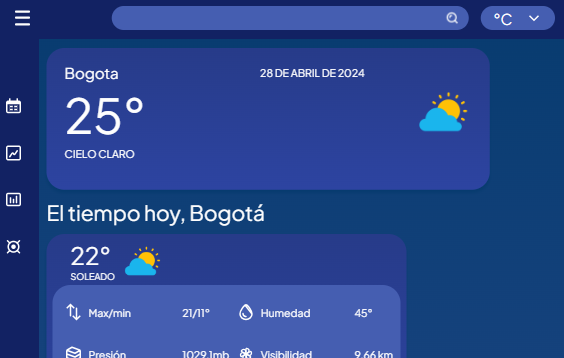 °C
Bogota
28 DE ABRIL DE 2024
25°
CIELO CLARO
El tiempo hoy, Bogotá
22°
SOLEADO
Max/min 21/11° Humedad 45°
Presión 1029.1mb Visibilidad 9.66 km